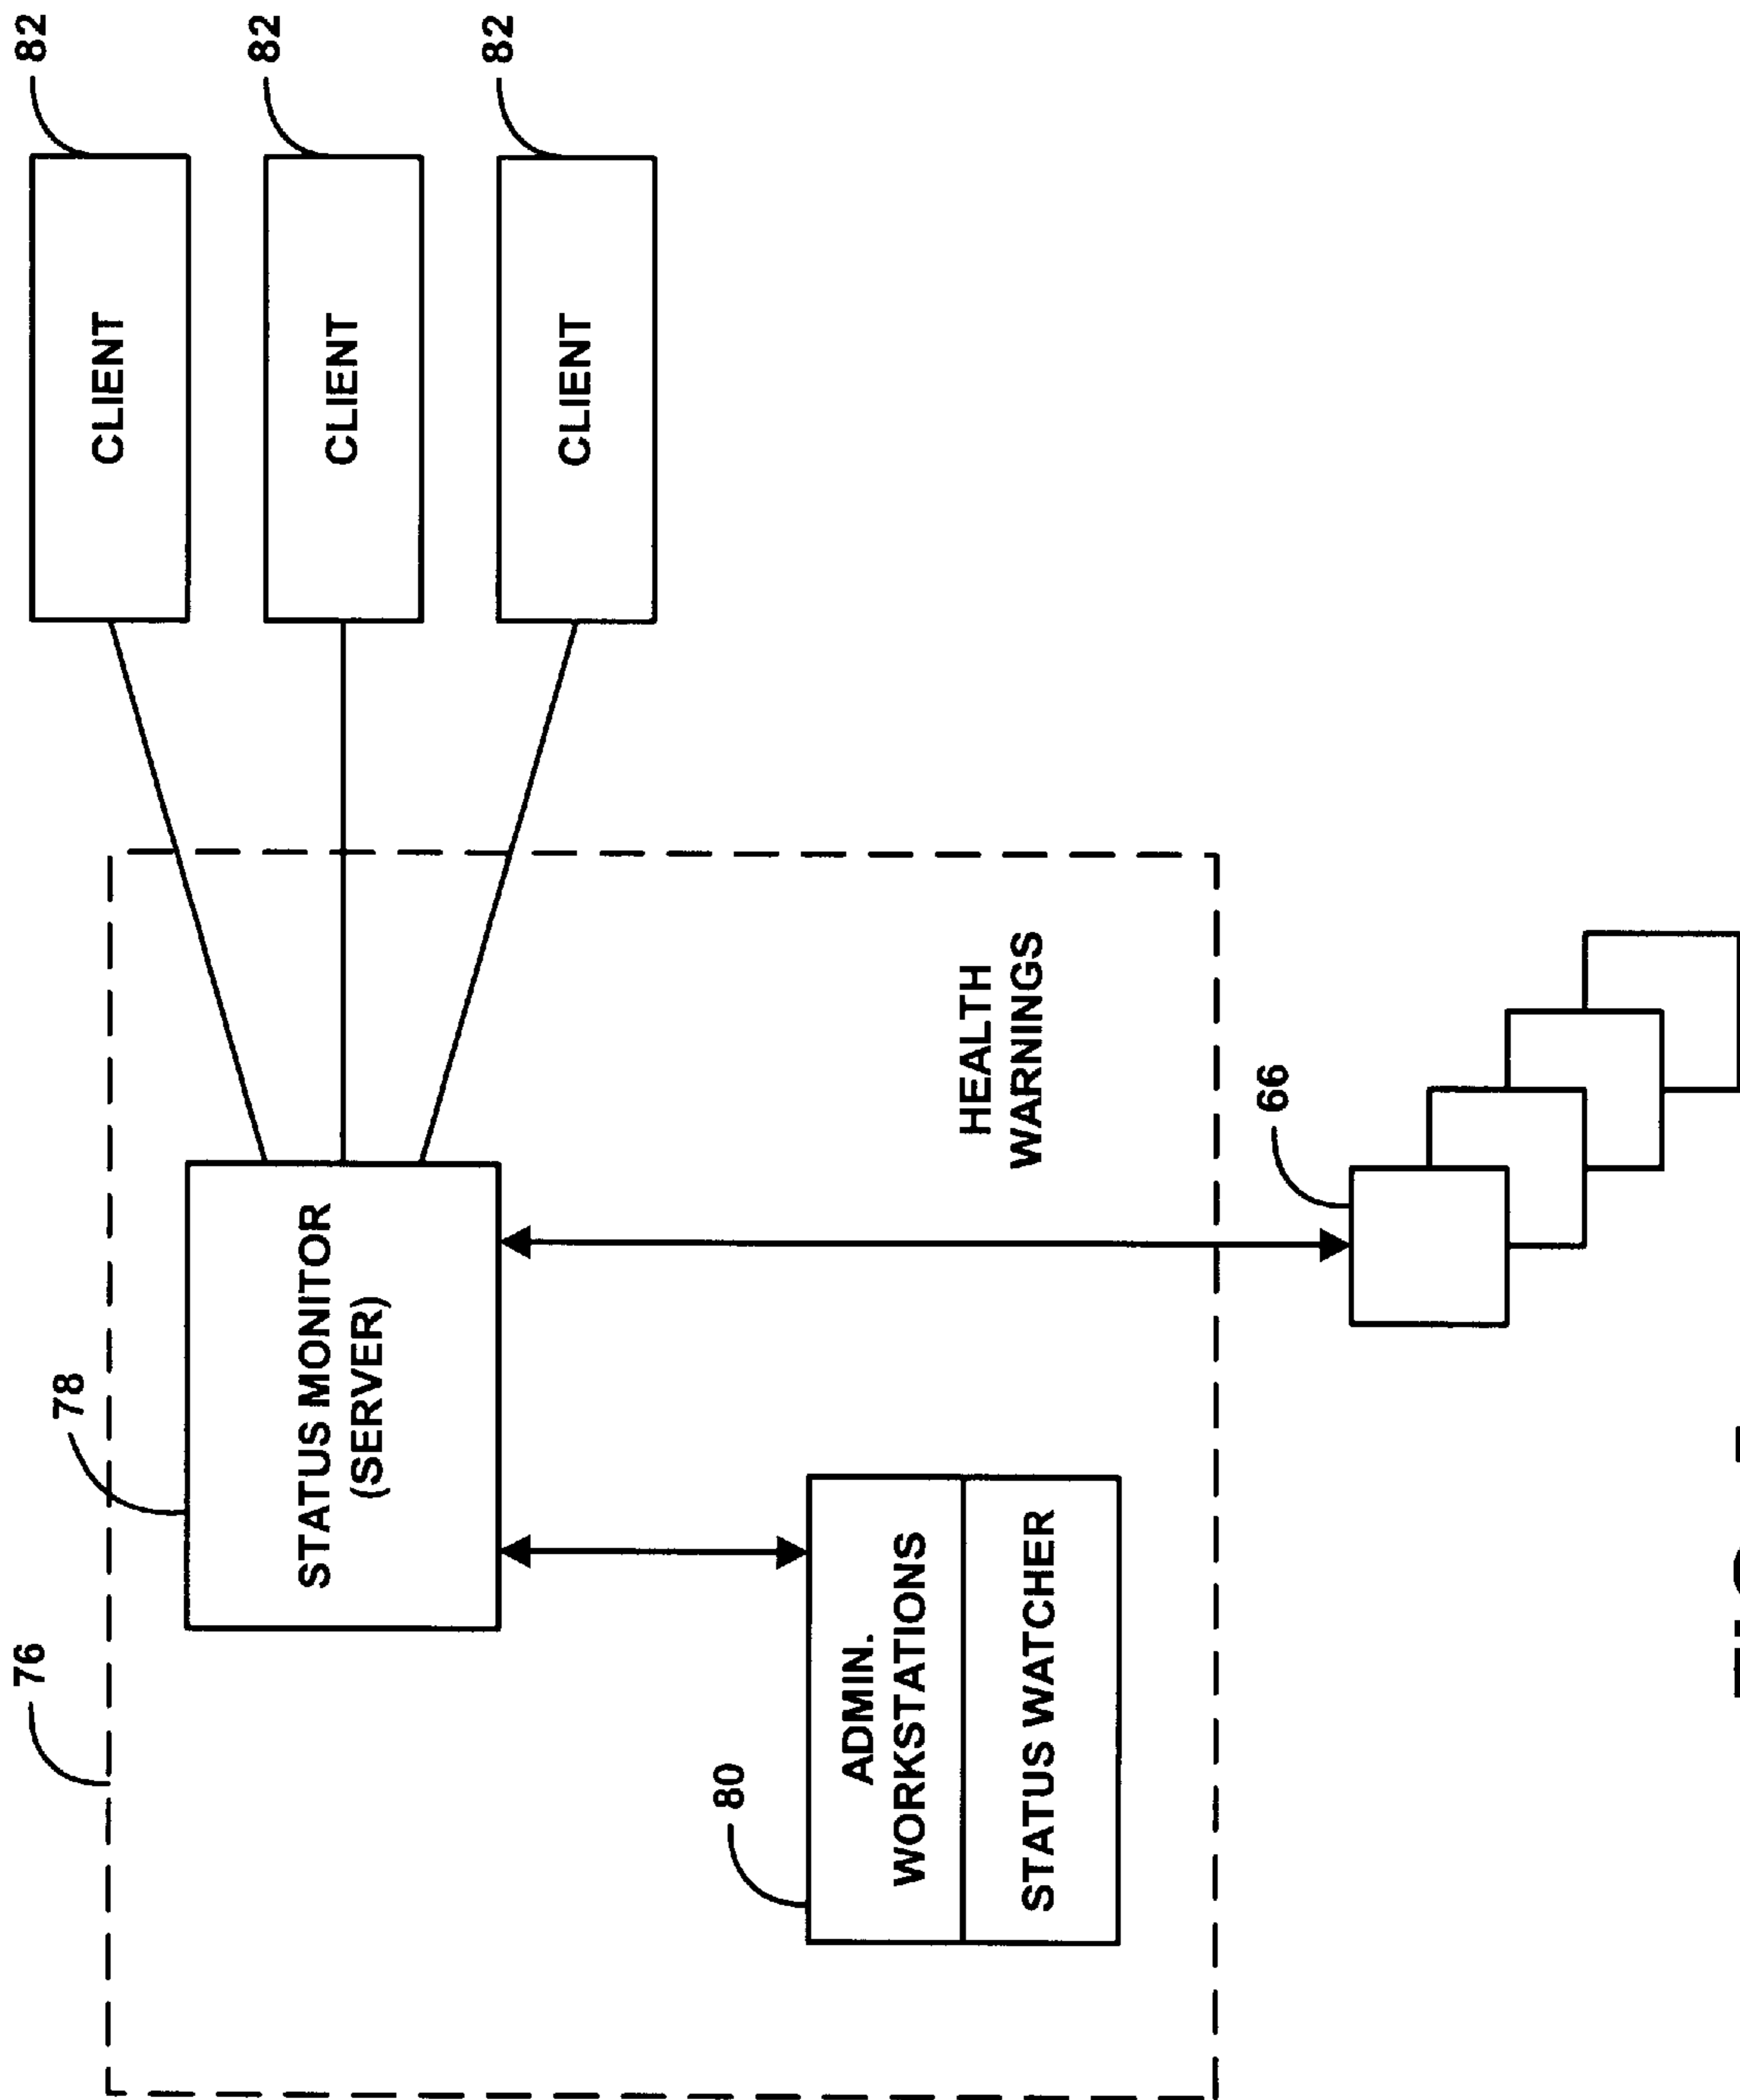 76
82
78
CLIENT
82
STATUS MONITOR
(SERVER)
CLIENT
82
CLIENT
80
ADMIN.
WORKSTATIONS
HEALTH
WARNINGS
STATUS WATCHER
66